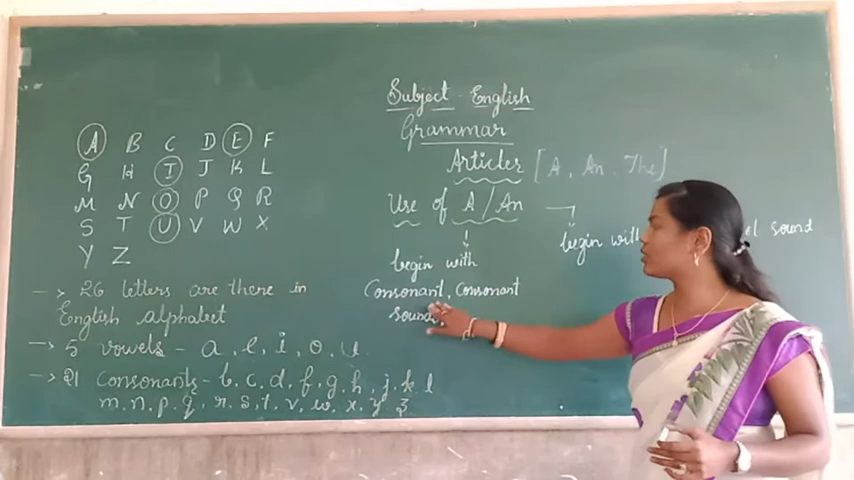 Subject - English
Grammar
Articles [A, An, The]
Use of A/An
begin with
Consonant, Consonant
sound
begin with
sound
A B C D E F
G H I J K L
M N O P Q R
S T U V W X
Y Z
-> 26 letters are there in
English alphabet
-> 5 vowels - a, e, i, o, u.
-> 21 Consonants - b, c, d, f, g, h, j, k, l
m, n, p, q, r, s, t, v, w, x, y, z